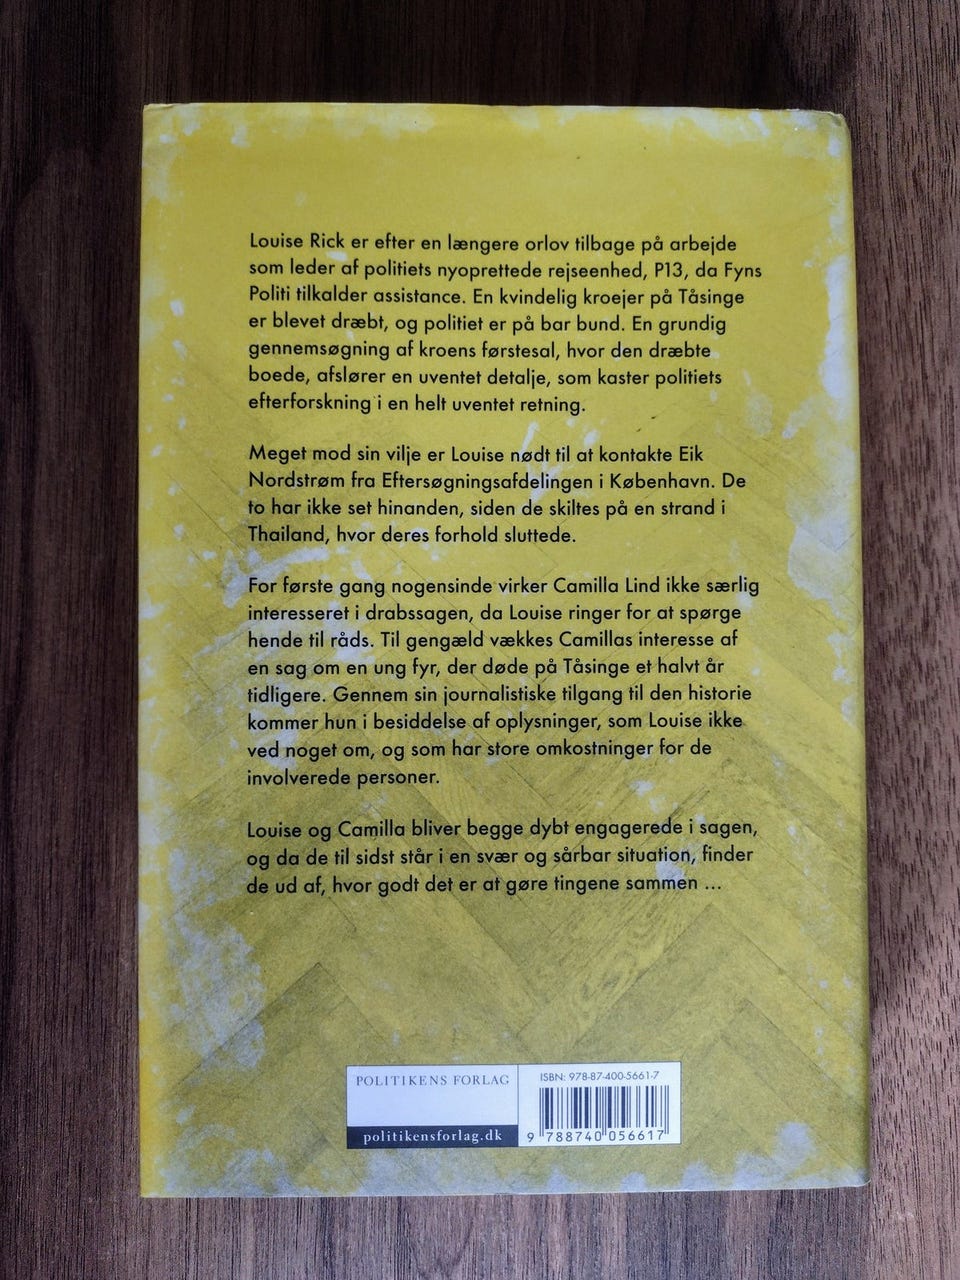 Louise Rick er efter en længere orlov tilbage på arbejde
som leder af politiets nyoprettede rejseenhed, P13, da Fyns
Politi tilkalder assistance. En kvindelig kroejer på Tåsinge
er blevet dræbt, og politiet er på bar bund. En grundig
gennemsøgning af kroens førstesal, hvor den dræbte
boede, afslører en uventet detalje, som kaster politiets
efterforskning i en helt uventet retning.
Meget mod sin vilje er Louise nødt til at kontakte Eik
Nordstrøm fra Eftersøgningsafdelingen i København. De
to har ikke set hinanden, siden de skiltes på en strand i
Thailand, hvor deres forhold sluttede.
For første gang nogensinde virker Camilla Lind ikke særlig
interesseret i drabssagen, da Louise ringer for at spørge
hende til råds. Til gengæld vækkes Camillas interesse af
en sag om en ung fyr, der døde på Tåsinge et halvt år
tidligere. Gennem sin journalistiske tilgang til den historie
kommer hun i besiddelse af oplysninger, som Louise ikke
ved noget om, og som har store omkostninger for de
involverede personer.
Louise og Camilla bliver begge dybt engagerede i sagen,
og da de til sidst står i en svær og sårbar situation, finder
de ud af, hvor godt det er at gøre tingene sammen ...
POLITIKENS FORLAG
politikensforlag.dk
ISBN: 978-87-400-5661-7
9 788740 056617